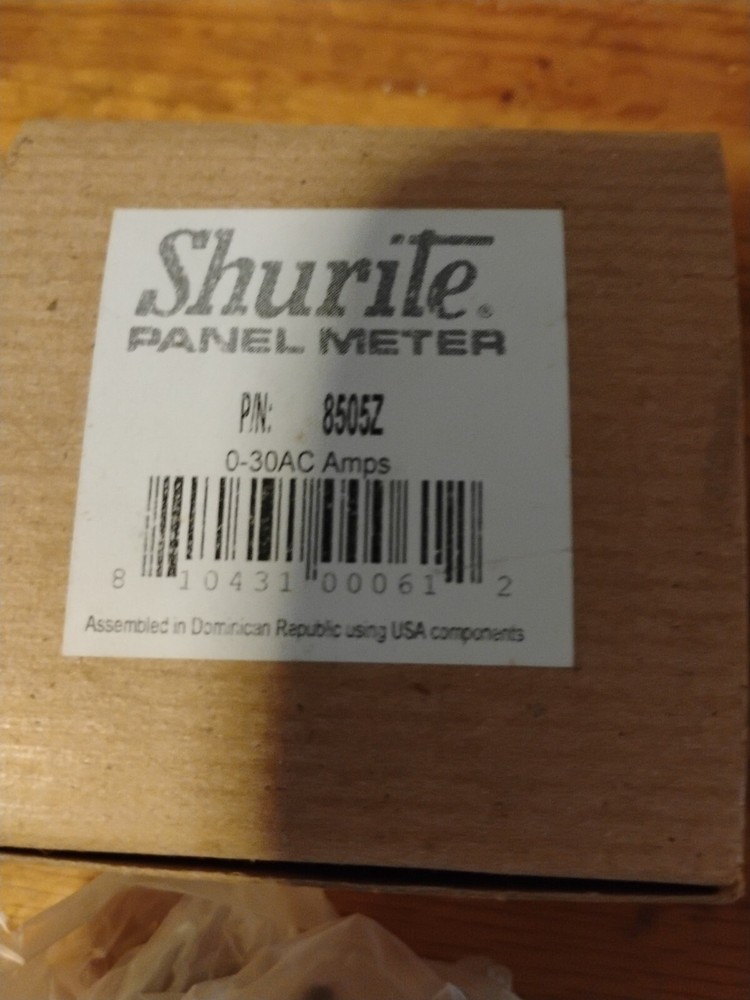 Shurite®
PANEL METER
P/N: 8505Z
0-30AC Amps
8 10431 00061 2
Assembled in Dominican Republic using USA components